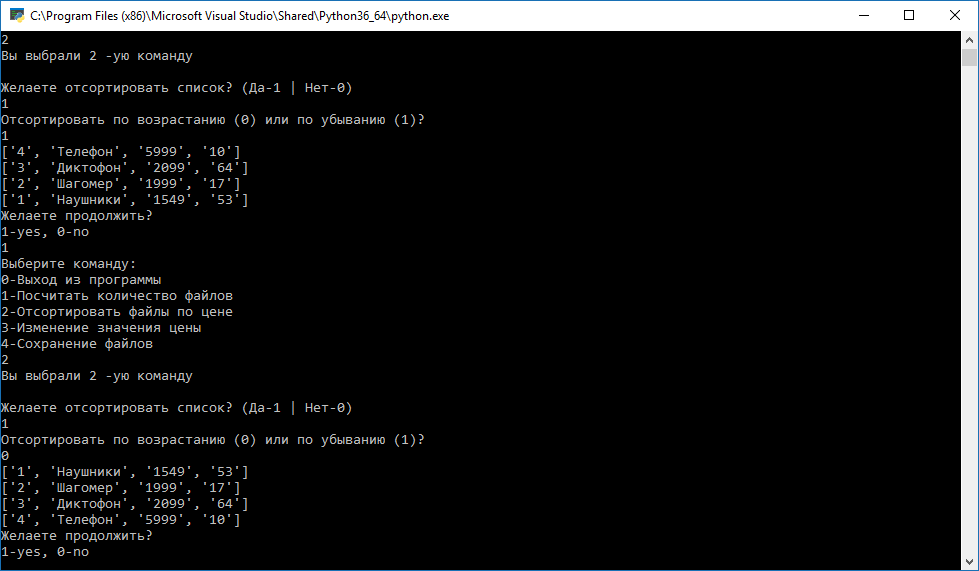 C:\Program Files (x86)\Microsoft Visual Studio\Shared\Python36_64\python.exe
2
Вы выбрали 2 -ую команду
Желаете отсортировать список? (Да-1 | Нет-0)
1
Отсортировать по возрастанию (0) или по убыванию (1)?
1
['4', 'Телефон', '5999', '10']
['3', 'Диктофон', '2099', '64']
['2', 'Шагомер', '1999', '17']
['1', 'Наушники', '1549', '53']
Желаете продолжить?
1-yes, 0-no
1
Выберите команду:
0-Выход из программы
1-Посчитать количество файлов
2-Отсортировать файлы по цене
3-Изменение значения цены
4-Сохранение файлов
2
Вы выбрали 2 -ую команду
Желаете отсортировать список? (Да-1 | Нет-0)
1
Отсортировать по возрастанию (0) или по убыванию (1)?
0
['1', 'Наушники', '1549', '53']
['2', 'Шагомер', '1999', '17']
['3', 'Диктофон', '2099', '64']
['4', 'Телефон', '5999', '10']
Желаете продолжить?
1-yes, 0-no